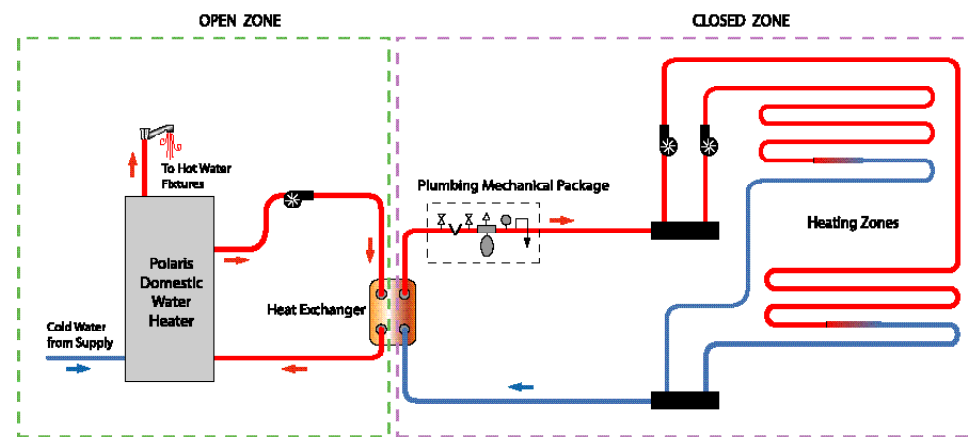 OPEN ZONE
CLOSED ZONE
To Hot Water
Fixtures
Plumbing Mechanical Package
Heating Zones
Polaris
Domestic
Water
Heater
Heat Exchanger
Cold Water
from Supply